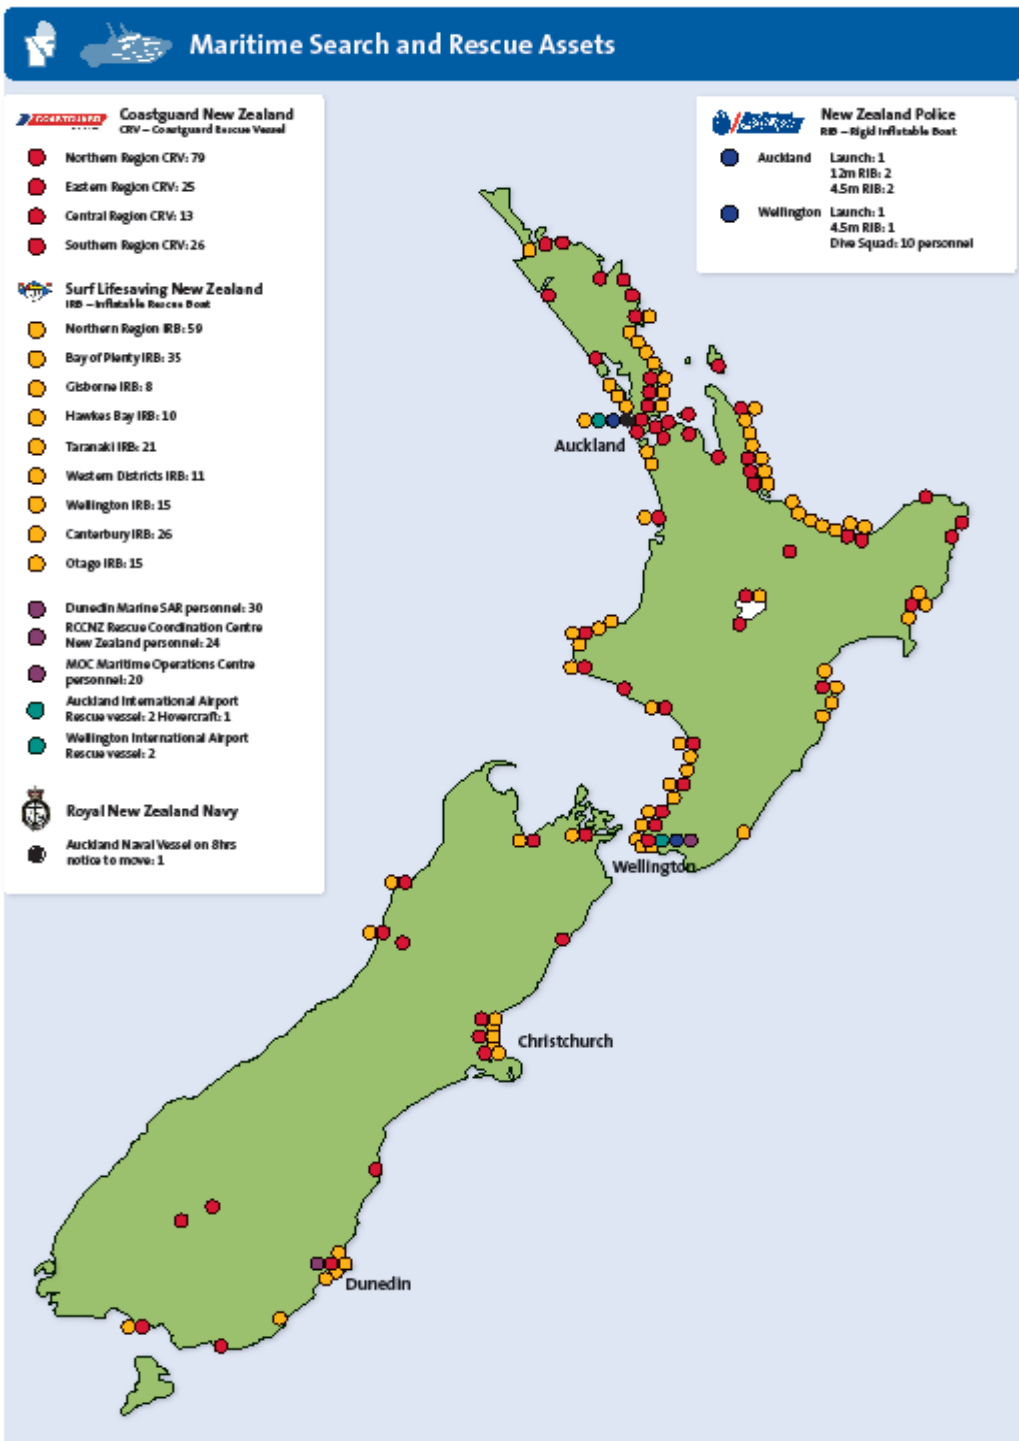 Maritime Search and Rescue Assets
Coastguard New Zealand
CRV – Coastguard Rescue Vessel
Northern Region CRV: 79
Eastern Region CRV: 25
Central Region CRV: 13
Southern Region CRV: 26
Surf Lifesaving New Zealand
IRB – Inflatable Rescue Boat
Northern Region IRB: 59
Bay of Plenty IRB: 35
Gisborne IRB: 8
Hawkes Bay IRB: 10
Taranaki IRB: 21
Western Districts IRB: 11
Wellington IRB: 15
Canterbury IRB: 26
Otago IRB: 15
Dunedin Marine SAR personnel: 30
RCCNZ Rescue Coordination Centre
New Zealand personnel: 24
MOC Maritime Operations Centre
personnel: 20
Auckland International Airport
Rescue vessel: 2 Hovercraft: 1
Wellington International Airport
Rescue vessel: 2
Royal New Zealand Navy
Auckland Naval Vessel on 8hrs
notice to move: 1
New Zealand Police
RIB – Rigid Inflatable Boat
Auckland Launch: 1
12m RIB: 2
4.5m RIB: 2
Wellington Launch: 1
4.5m RIB: 1
Dive Squad: 10 personnel
Auckland
Wellington
Christchurch
Dunedin